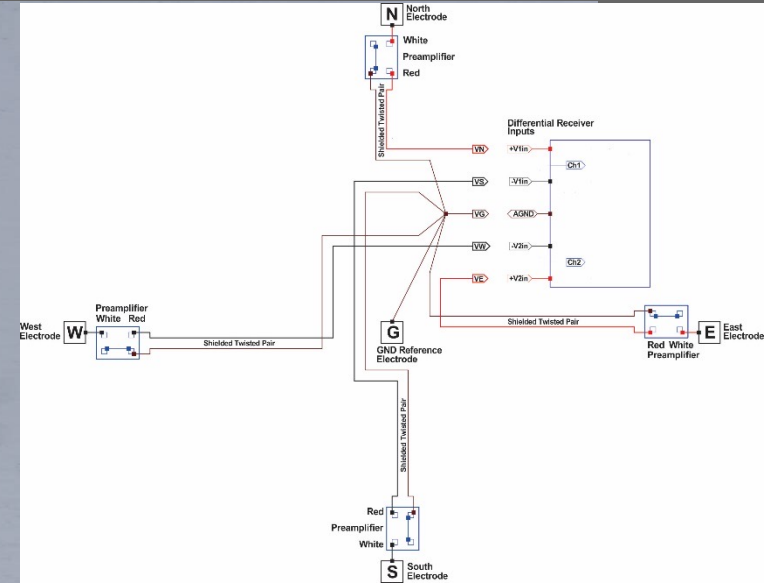 N
North
Electrode
White
Preamplifier
Red
Shielded Twisted Pair
Differential Receiver
Inputs
VN
+V1in
Ch1
VS
-V1in
VG
AGND
VW
-V2in
Ch2
VE
+V2in
Preamplifier
White Red
West
Electrode
W
Shielded Twisted Pair
G
GND Reference
Electrode
Shielded Twisted Pair
E
East
Electrode
Red White
Preamplifier
Shielded Twisted Pair
Red
Preamplifier
White
S
South
Electrode